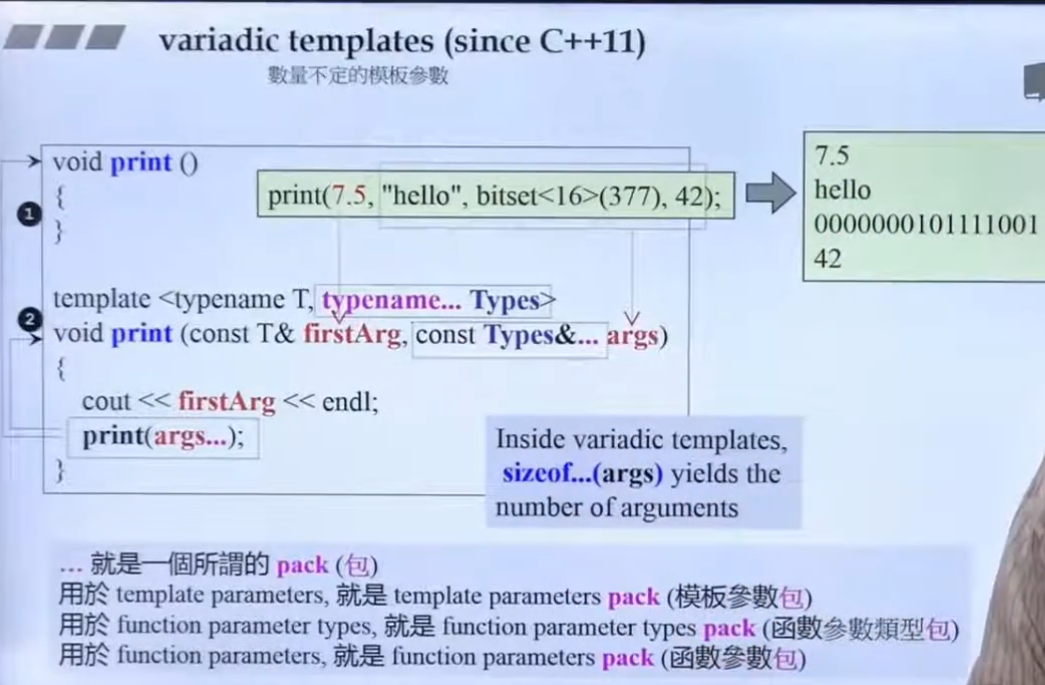 variadic templates (since C++11)
數量不定的模板參數
void print ()
{
}
1
print(7.5, "hello", bitset<16>(377), 42);
7.5
hello
0000000101111001
42
2
template <typename T, typename... Types>
void print (const T& firstArg, const Types&... args)
{
cout << firstArg << endl;
print(args...);
}
Inside variadic templates,
sizeof...(args) yields the
number of arguments
... 就是一個所謂的 pack (包)
用於 template parameters, 就是 template parameters pack (模板參數包)
用於 function parameter types, 就是 function parameter types pack (函數參數類型包)
用於 function parameters, 就是 function parameters pack (函數參數包)